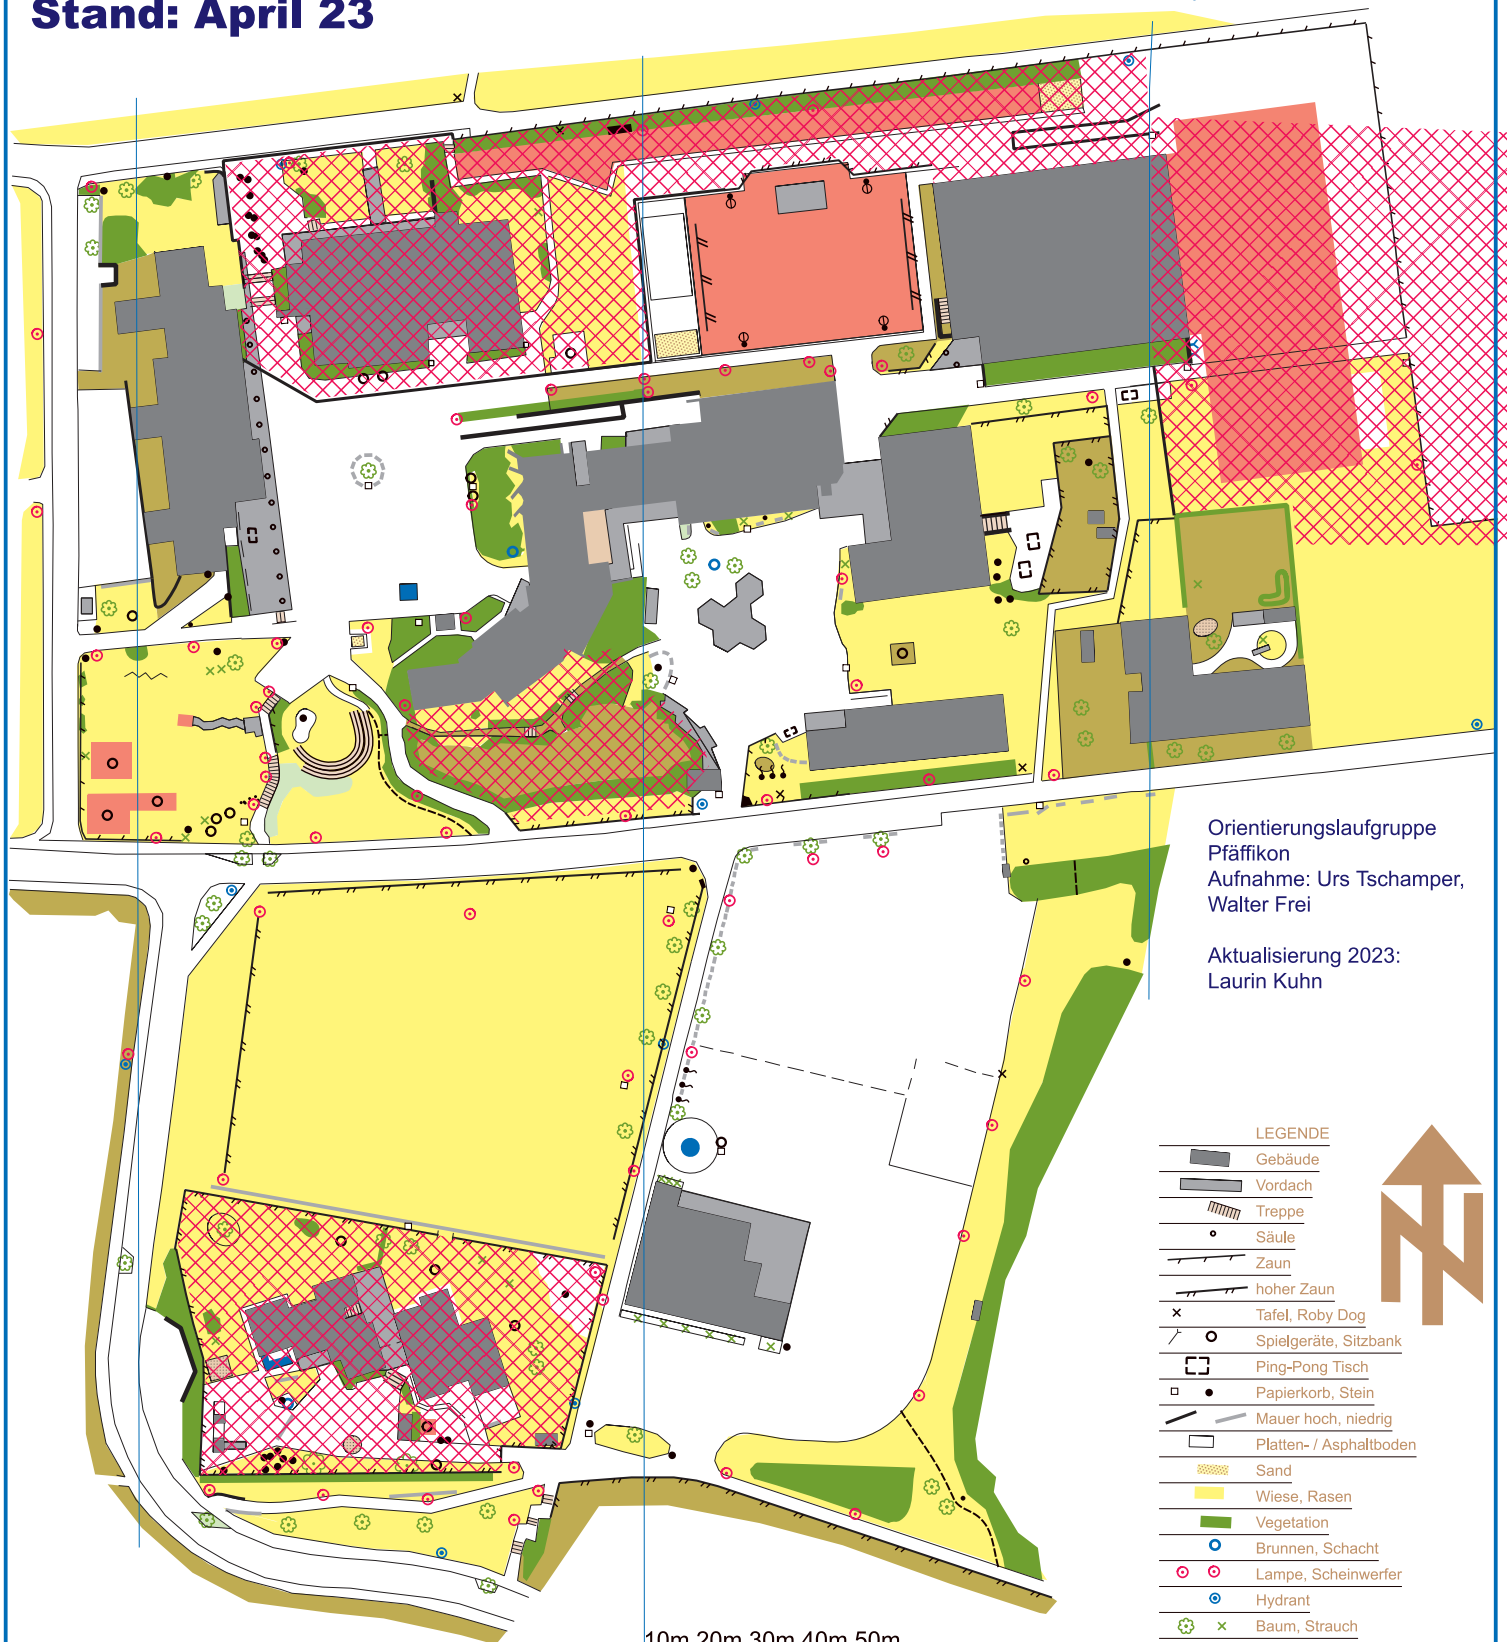 Stand: April 23
Orientierungslaufgruppe
Pfäffikon
Aufnahme: Urs Tschamper,
Walter Frei
Aktualisierung 2023:
Laurin Kuhn
LEGENDE
Gebäude
Vordach
Treppe
Säule
Zaun
hoher Zaun
Tafel, Roby Dog
Spielgeräte, Sitzbank
Ping-Pong Tisch
Papierkorb, Stein
Mauer hoch, niedrig
Platten- / Asphaltboden
Sand
Wiese, Rasen
Vegetation
Brunnen, Schacht
Lampe, Scheinwerfer
Hydrant
Baum, Strauch
10m 20m 30m 40m 50m